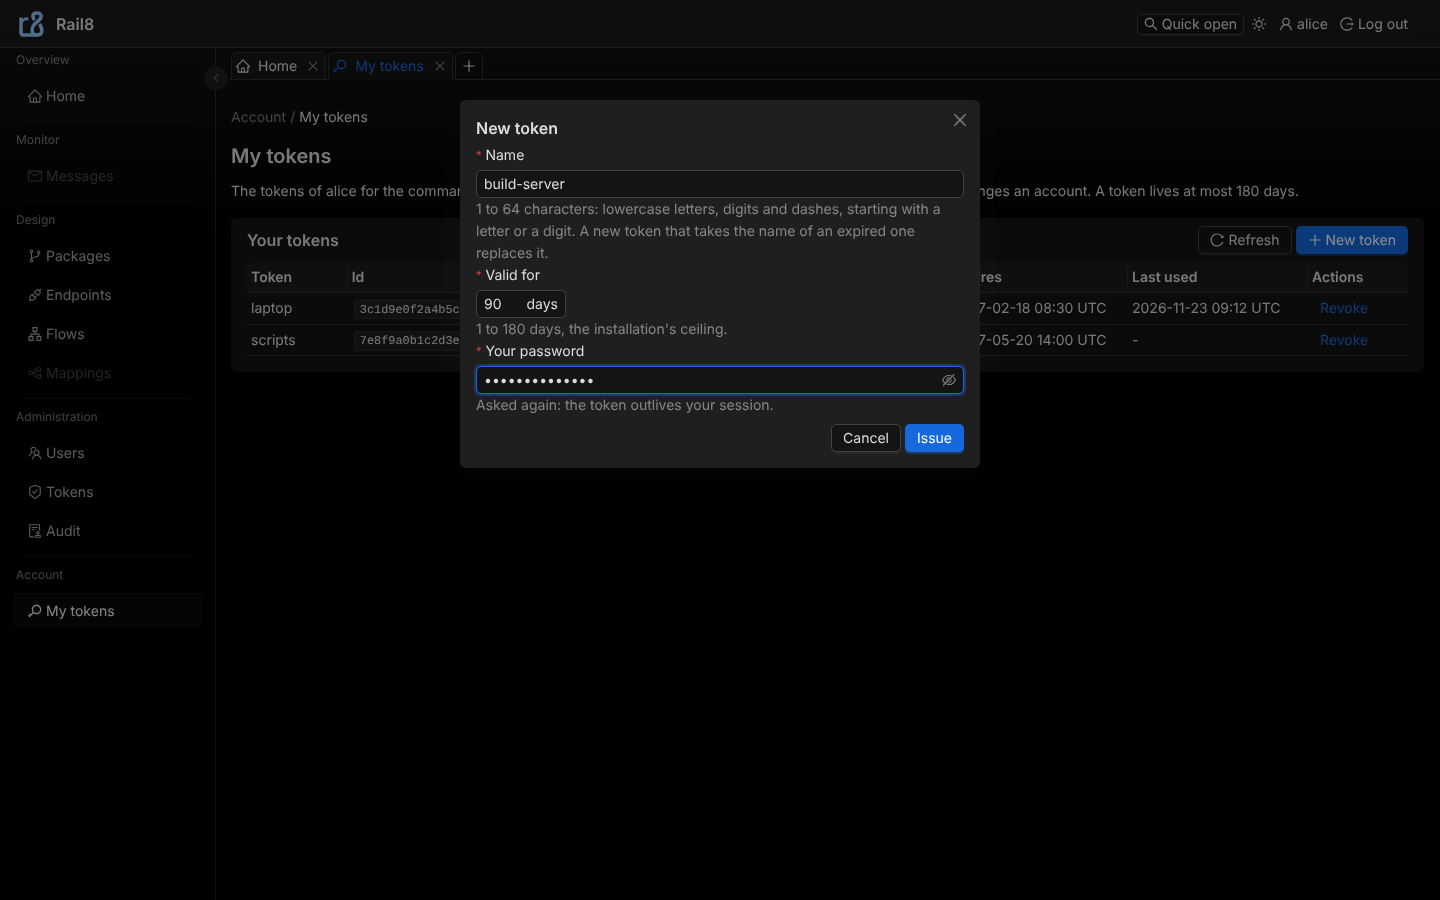 Rail8
Quick open
alice
Log out
Overview
Home
Monitor
Messages
Design
Packages
Endpoints
Flows
Mappings
Administration
Users
Tokens
Audit
Account
My tokens
Home
My tokens
Account / My tokens
My tokens
The tokens of alice for the comman
nges an account. A token lives at most 180 days.
Your tokens
Refresh
New token
Token Id
res Last used Actions
laptop 3c1d9e0f2a4b5c
7-02-18 08:30 UTC 2026-11-23 09:12 UTC Revoke
scripts 7e8f9a0b1c2d3e
7-05-20 14:00 UTC - Revoke
New token
* Name
build-server
1 to 64 characters: lowercase letters, digits and dashes, starting with a
letter or a digit. A new token that takes the name of an expired one
replaces it.
* Valid for
90 days
1 to 180 days, the installation's ceiling.
* Your password
••••••••••••••
Asked again: the token outlives your session.
Cancel
Issue